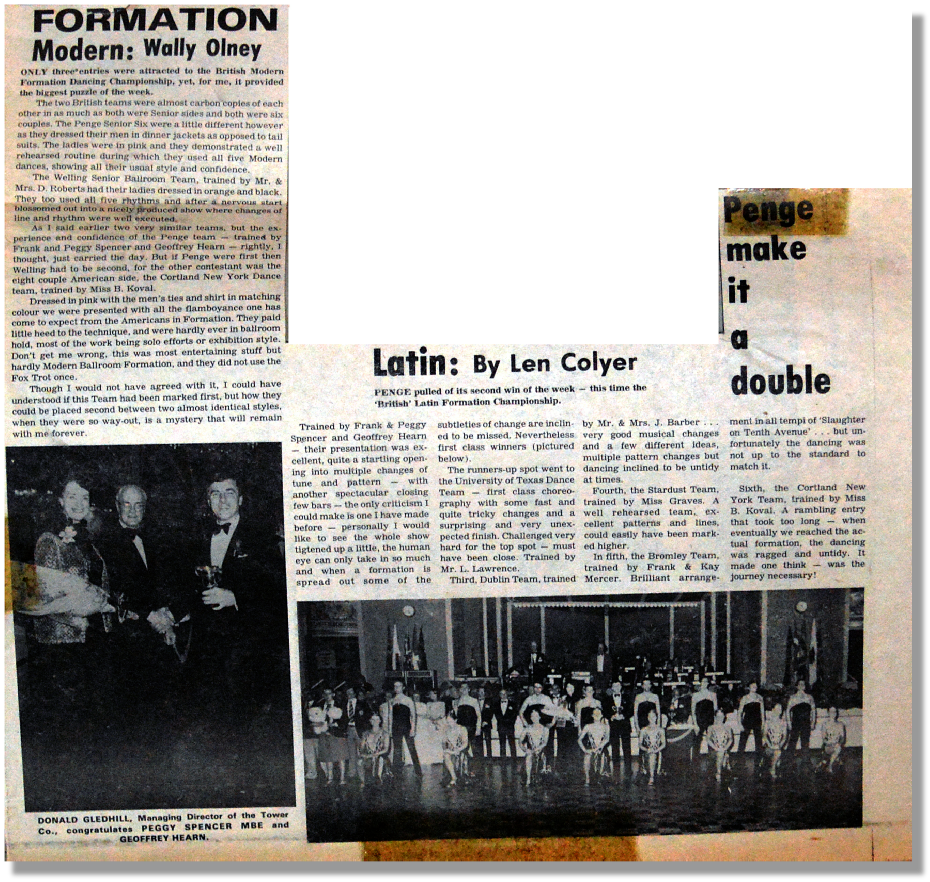 FORMATION
Modern: Wally Olney
ONLY three entries were attracted to the British Modern
Formation Dancing Championship, yet, for me, it provided
the biggest puzzle of the week.
The two British teams were almost carbon copies of each
other in as much as both were Senior sides and both were six
couples. The Penge Senior Six were a little different however
as they dressed their men in dinner jackets as opposed to tail
suits. The ladies were in pink and they demonstrated a well
rehearsed routine during which they used all five Modern
dances, showing all their usual style and confidence.
The Welling Senior Ballroom Team, trained by Mr. &
Mrs. D. Roberts had their ladies dressed in orange and black.
They too used all five rhythms and after a nervous start
blossomed out into a nicely produced show where changes of
line and rhythm were well executed.
As I said earlier two very similar teams, but the ex-
perience and confidence of the Penge team — trained by
Frank and Peggy Spencer and Geoffrey Hearn — rightly, I
thought, just carried the day. But if Penge were first then
Welling had to be second, for the other contestant was the
eight couple American side, the Cortland New York Dance
team, trained by Miss B. Koval.
Dressed in pink with the men's ties and shirt in matching
colour we were presented with all the flamboyance one has
come to expect from the Americans in Formation. They paid
little heed to the technique, and were hardly ever in ballroom
hold, most of the work being solo efforts or exhibition style.
Don't get me wrong, this was most entertaining stuff but
hardly Modern Ballroom Formation, and they did not use the
Fox Trot once.
Though I would not have agreed with it, I could have
understood if this Team had been marked first, but how they
could be placed second between two almost identical styles,
when they were so way-out, is a mystery that will remain
with me forever.
DONALD GLEDHILL, Managing Director of the Tower
Co., congratulates PEGGY SPENCER MBE and
GEOFFREY HEARN.
Penge
make
it
a
double
Latin: By Len Colyer
PENGE pulled of its second win of the week — this time the
'British' Latin Formation Championship.
Trained by Frank & Peggy
Spencer and Geoffrey Hearn
— their presentation was ex-
cellent, quite a startling open-
ing into multiple changes of
tune and pattern — with
another spectacular closing
few bars — the only criticism I
could make is one I have made
before — personally I would
like to see the whole show
tigtened up a little, the human
eye can only take in so much
and when a formation is
spread out some of the
subtleties of change are inclin-
ed to be missed. Nevertheless
first class winners (pictured
below).
The runners-up spot went to
the University of Texas Dance
Team — first class choreo-
graphy with some fast and
quite tricky changes and a
surprising and very unex-
pected finish. Challenged very
hard for the top spot — must
have been close. Trained by
Mr. L. Lawrence.
Third, Dublin Team, trained
by Mr. & Mrs. J. Barber . . .
very good musical changes
and a few different ideas,
multiple pattern changes but
dancing inclined to be untidy
at times.
Fourth, the Stardust Team,
trained by Miss Graves. A
well rehearsed team, ex-
cellent patterns and lines,
could easily have been mark-
ed higher.
In fifth, the Bromley Team,
trained by Frank & Kay
Mercer. Brilliant arrange-
ment in all tempi of 'Slaughter
on Tenth Avenue' . . . but un-
fortunately the dancing was
not up to the standard to
match it.
Sixth, the Cortland New
York Team, trained by Miss
B. Koval. A rambling entry
that took too long — when
eventually we reached the ac-
tual formation, the dancing
was ragged and untidy. It
made one think — was the
journey necessary!